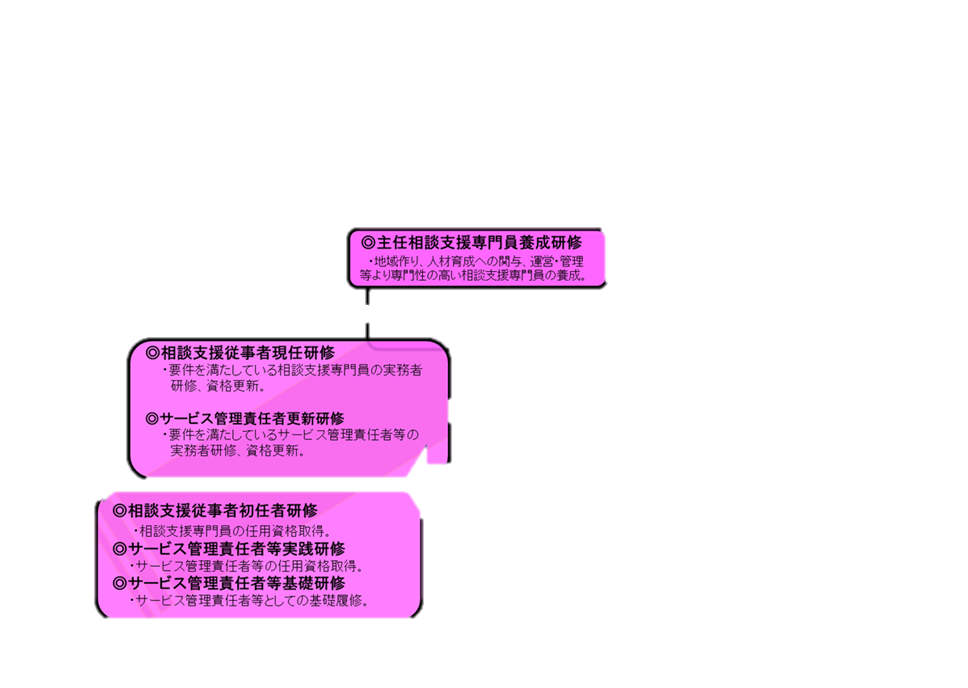 ◎主任相談支援専門員養成研修
・地域作り、人材育成への関与、運営・管理
等より専門性の高い相談支援専門員の養成。
◎相談支援従事者現任研修
・要件を満たしている相談支援専門員の実務者
研修、資格更新。
◎サービス管理責任者更新研修
・要件を満たしているサービス管理責任者等の
実務者研修、資格更新。
◎相談支援従事者初任者研修
・相談支援専門員の任用資格取得。
◎サービス管理責任者等実践研修
・サービス管理責任者等の任用資格取得。
◎サービス管理責任者等基礎研修
・サービス管理責任者等としての基礎履修。